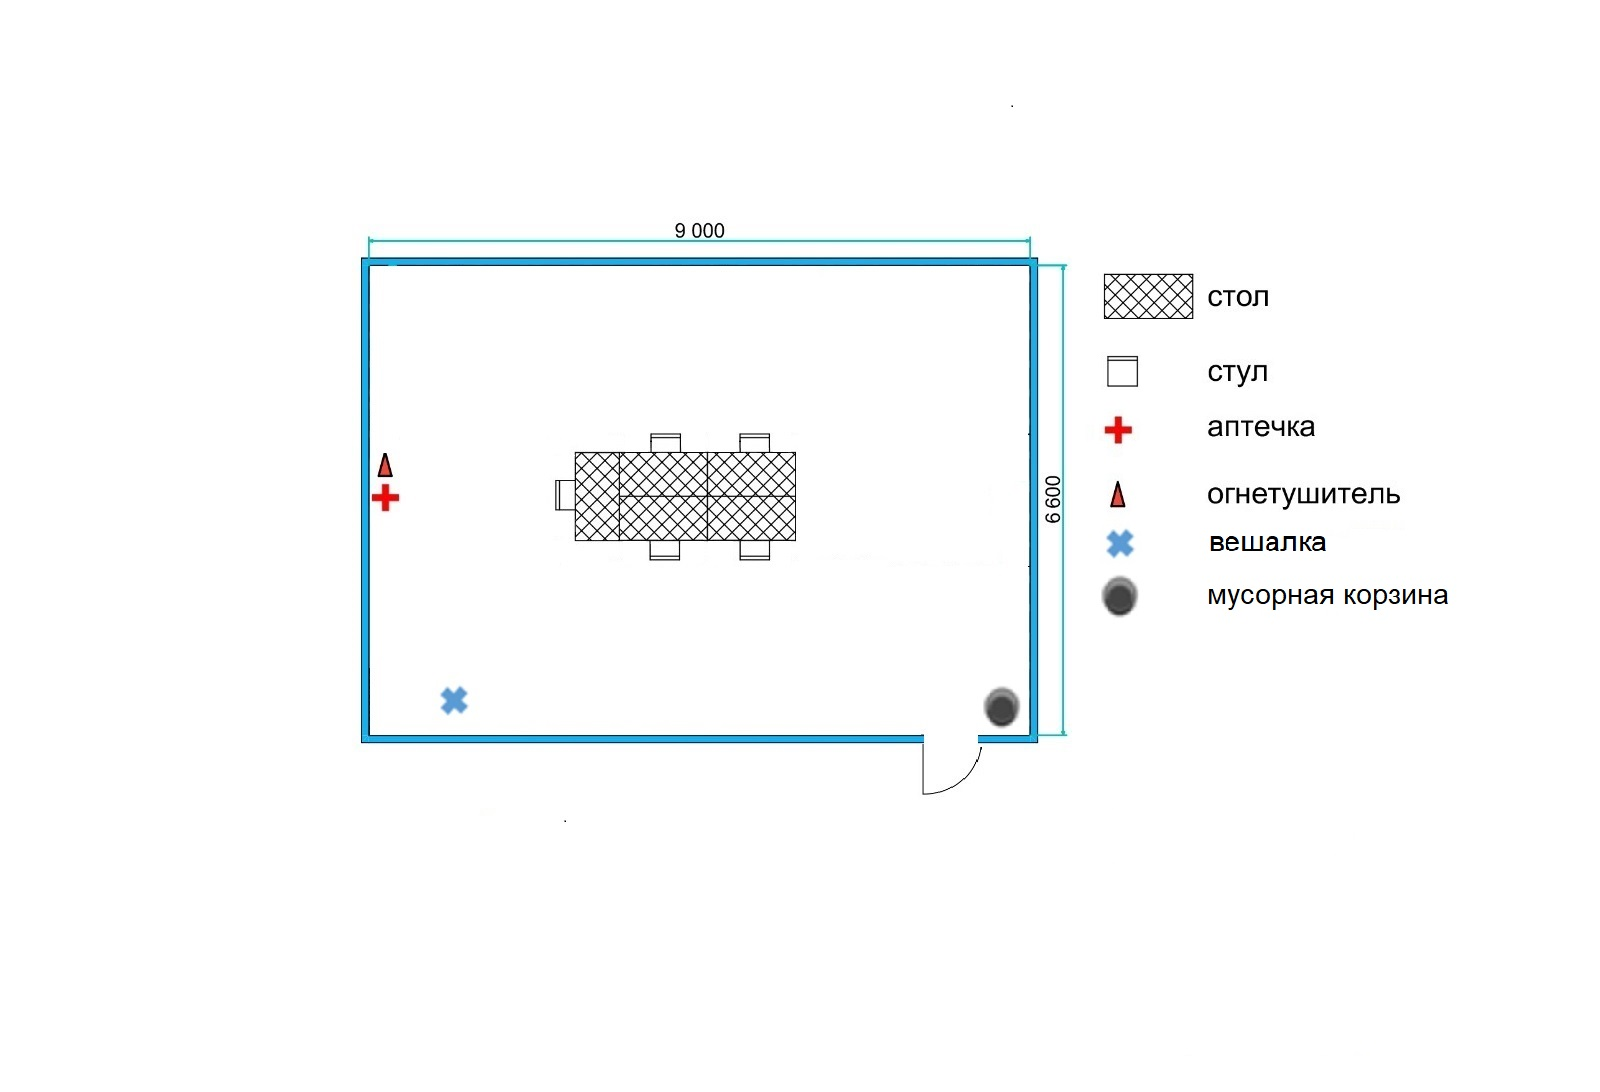 9 000
6 600
стол
стул
аптечка
огнетушитель
вешалка
мусорная корзина